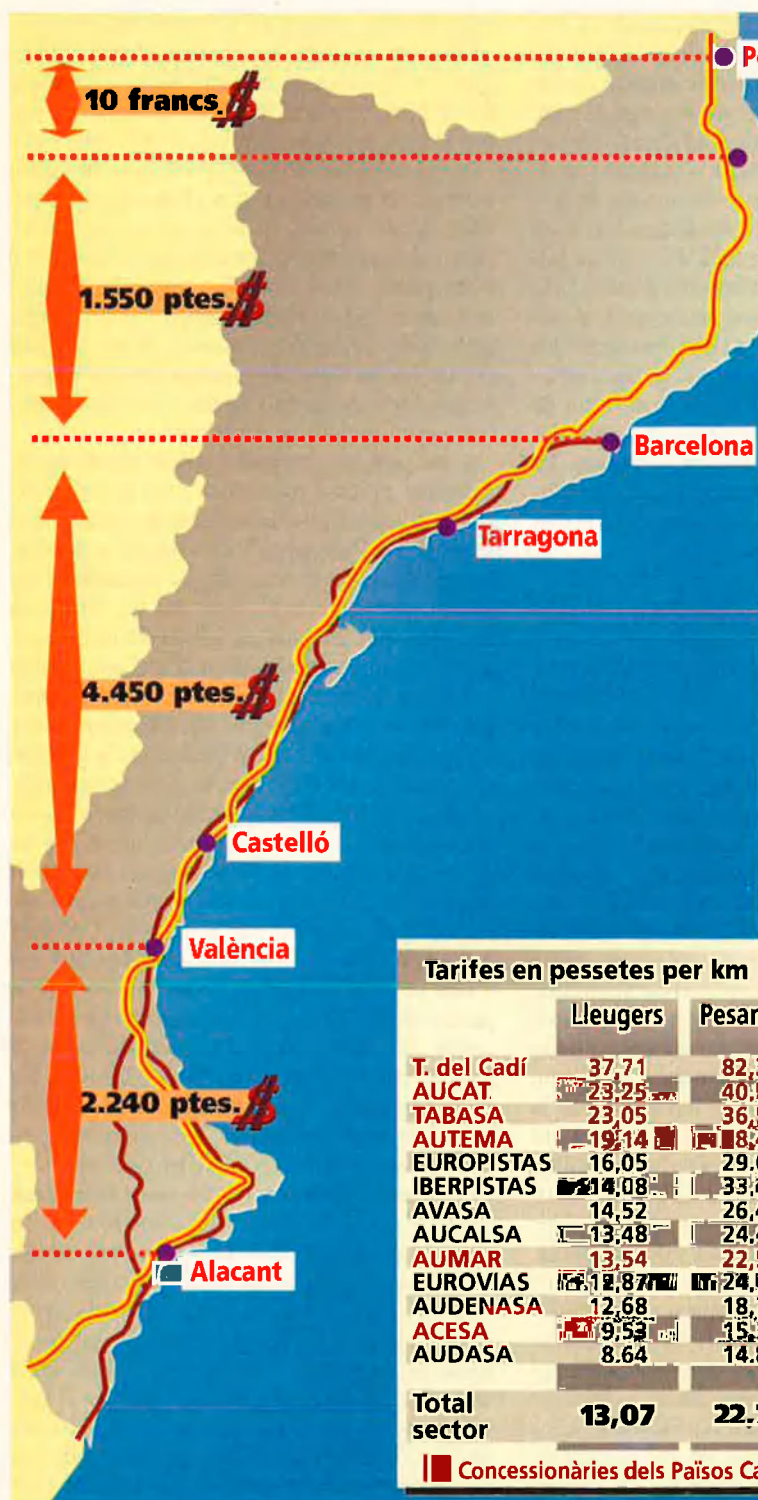 10 francs.
1.550 ptes.
Barcelona
Tarragona
4.450 ptes.
Castelló
València
2.240 ptes.
Alacant
Tarifes en pessetes per km
Lleugers
T. del Cadí 37,71
AUCAT. 23,25
TABASA 23,05
AUTEMA 19,14
EUROPISTAS 16,05
IBERPISTAS 14,08
AVASA 14,52
AUCALSA 13,48
AUMAR 13,54
EUROVIAS 12,87
AUDENASA 12,68
ACESA 9,53
AUDASA 8.64
Total
sector 13,07
Concessionàries dels Països